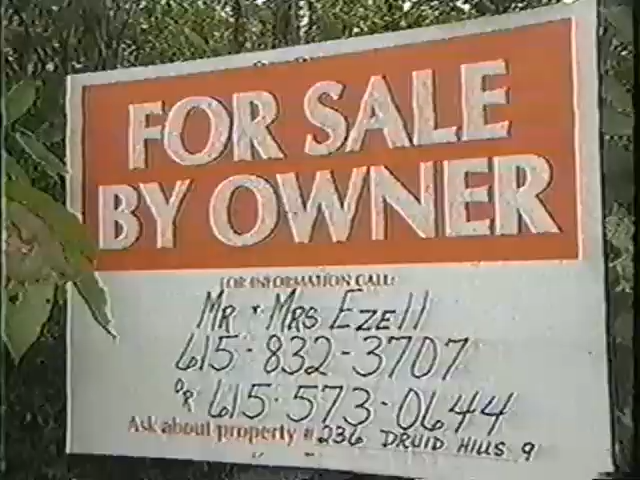 FOR SALE
BY OWNER
FOR INFORMATION CALL:
Mr + Mrs Ezell
615-832-3707
OR 615-573-0644
Ask about property # 236 DRUID HILLS 9